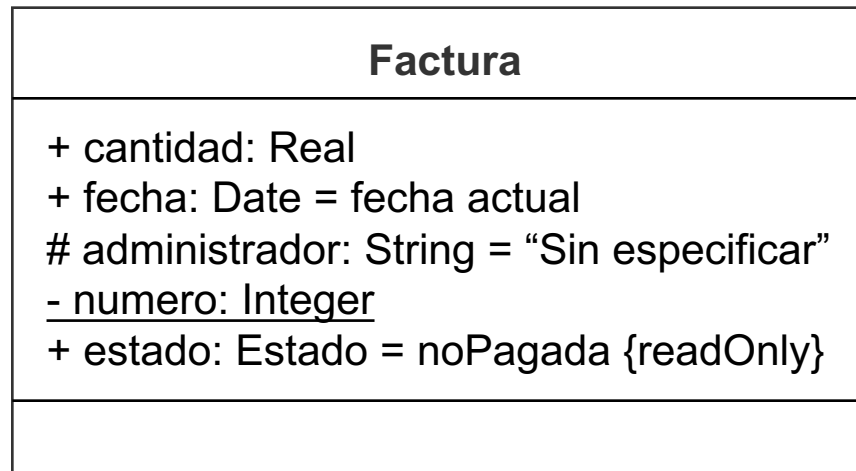 Factura
+ cantidad: Real
+ fecha: Date = fecha actual
# administrador: String = “Sin especificar”
- numero: Integer
+ estado: Estado = noPagada {readOnly}